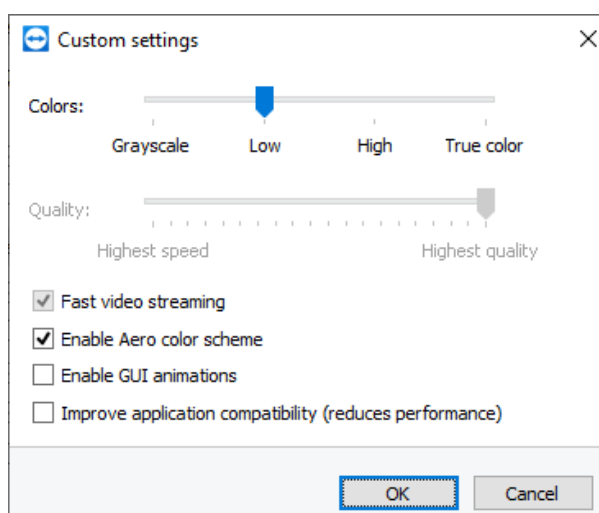 Custom settings
Colors:
Grayscale Low High True color
Quality:
Highest speed Highest quality
Fast video streaming
Enable Aero color scheme
Enable GUI animations
Improve application compatibility (reduces performance)
OK Cancel